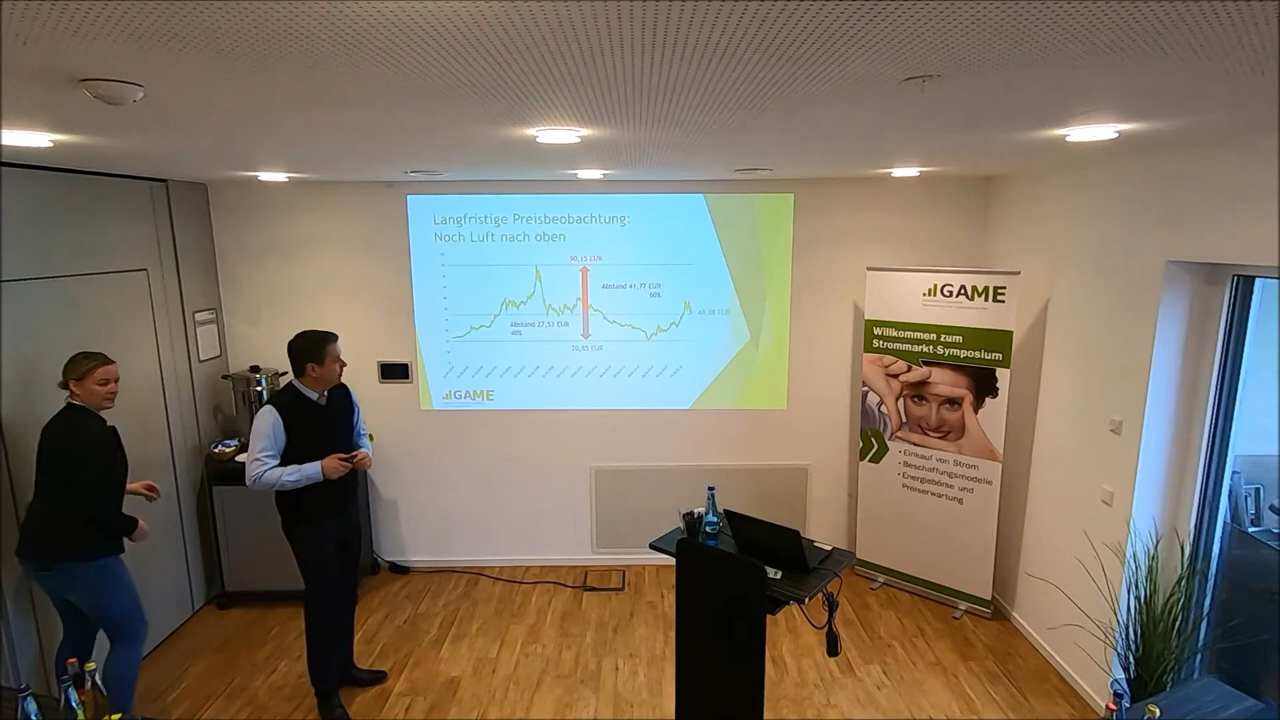 Langfristige Preisbeobachtung:
Noch Luft nach oben
90,15 EUR
Abstand 41,77 EUR
60%
Abstand 27,53 EUR
40%
20,85 EUR
GAME
GAME
Willkommen zum
Strommarkt-Symposium
• Einkauf von Strom
• Beschaffungsmodelle
• Energiebörse und
Preiserwartung